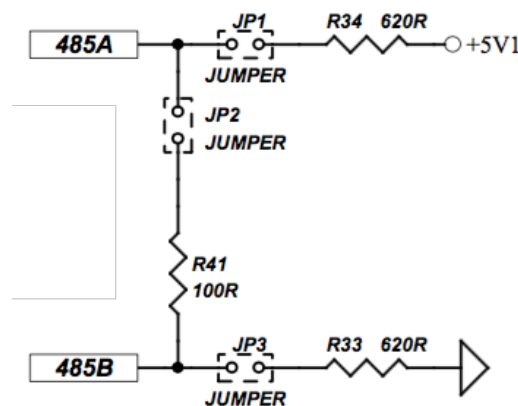 JP1
R34 620R
485A
+5V1
JUMPER
JP2
JUMPER
R41
100R
JP3
R33 620R
485B
JUMPER